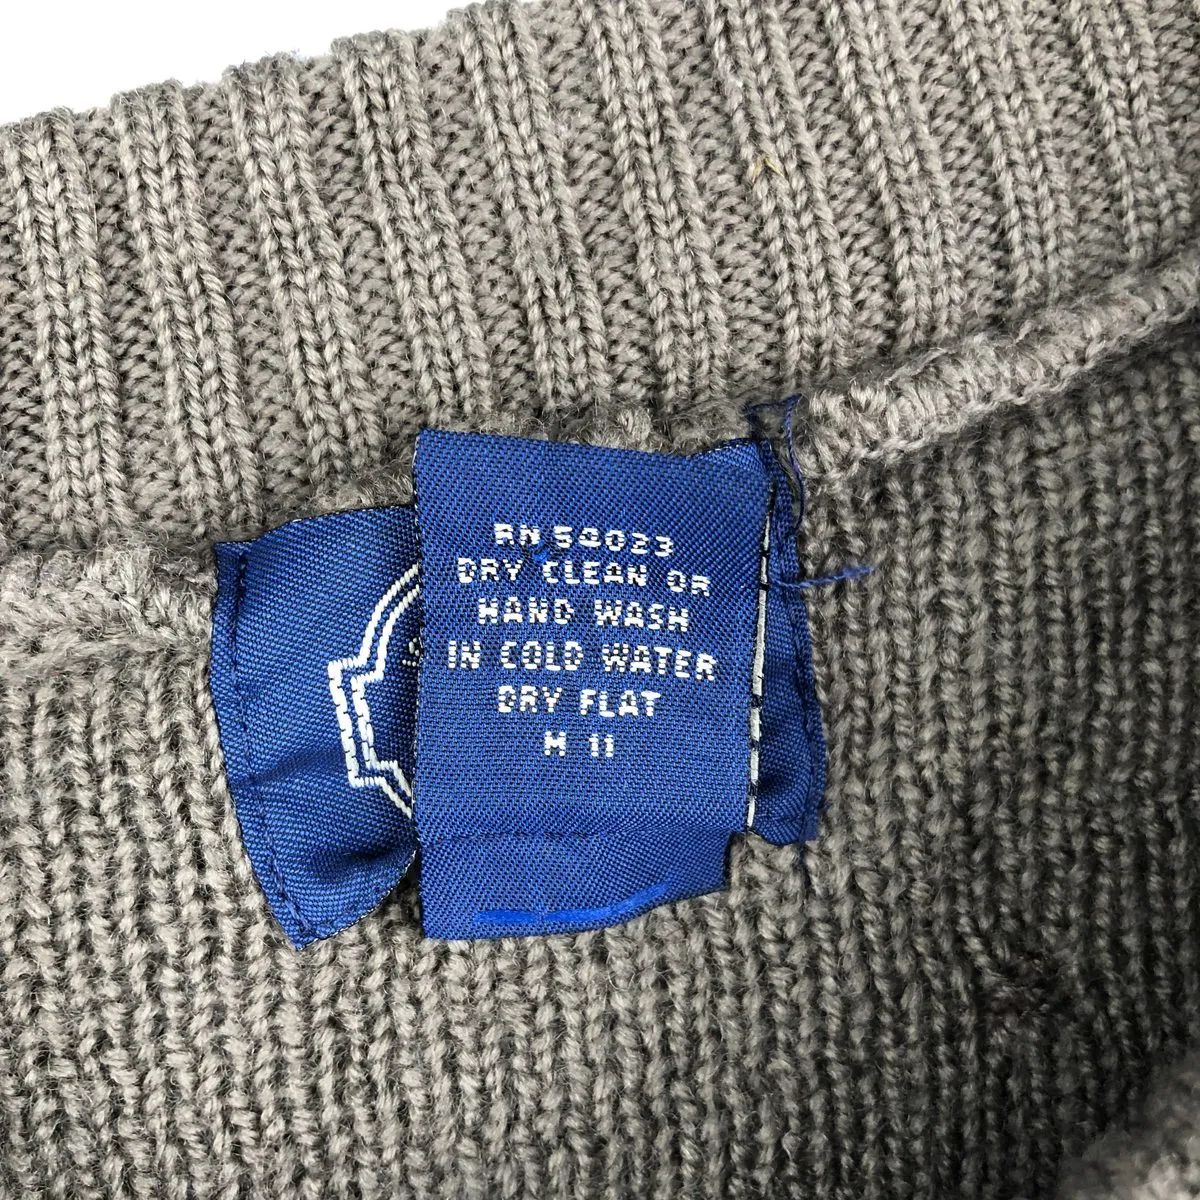 RN 54023
DRY CLEAN OR
HAND WASH
IN COLD WATER
DRY FLAT
M 11